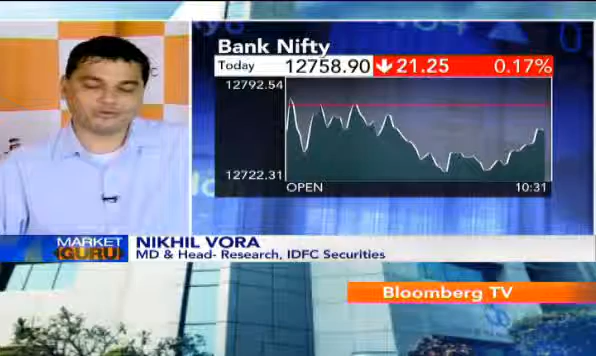 Bank Nifty
Today 12758.90 21.25 0.17%
12792.54
12722.31
OPEN 10:31
MARKET GURU
NIKHIL VORA
MD & Head- Research, IDFC Securities
Bloomberg TV